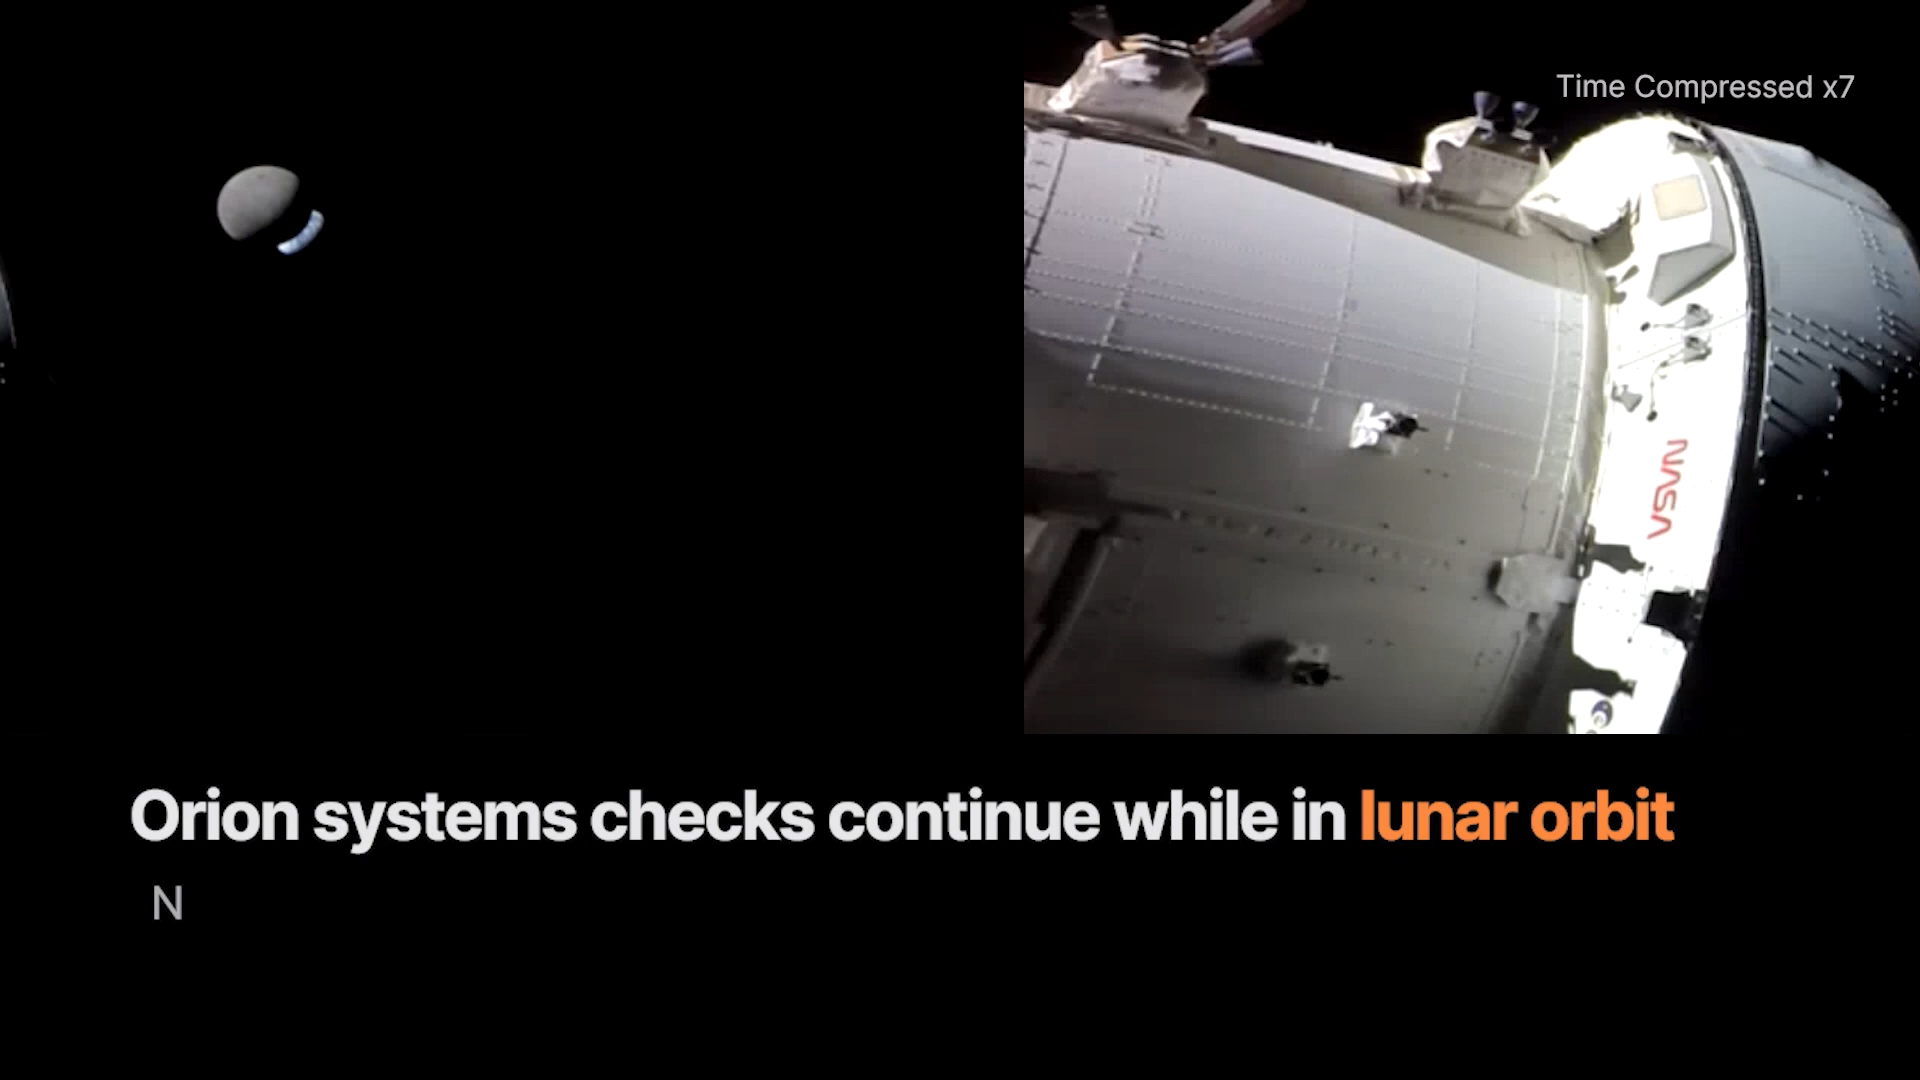 Time Compressed x7
NASA
Orion systems checks continue while in lunar orbit
N